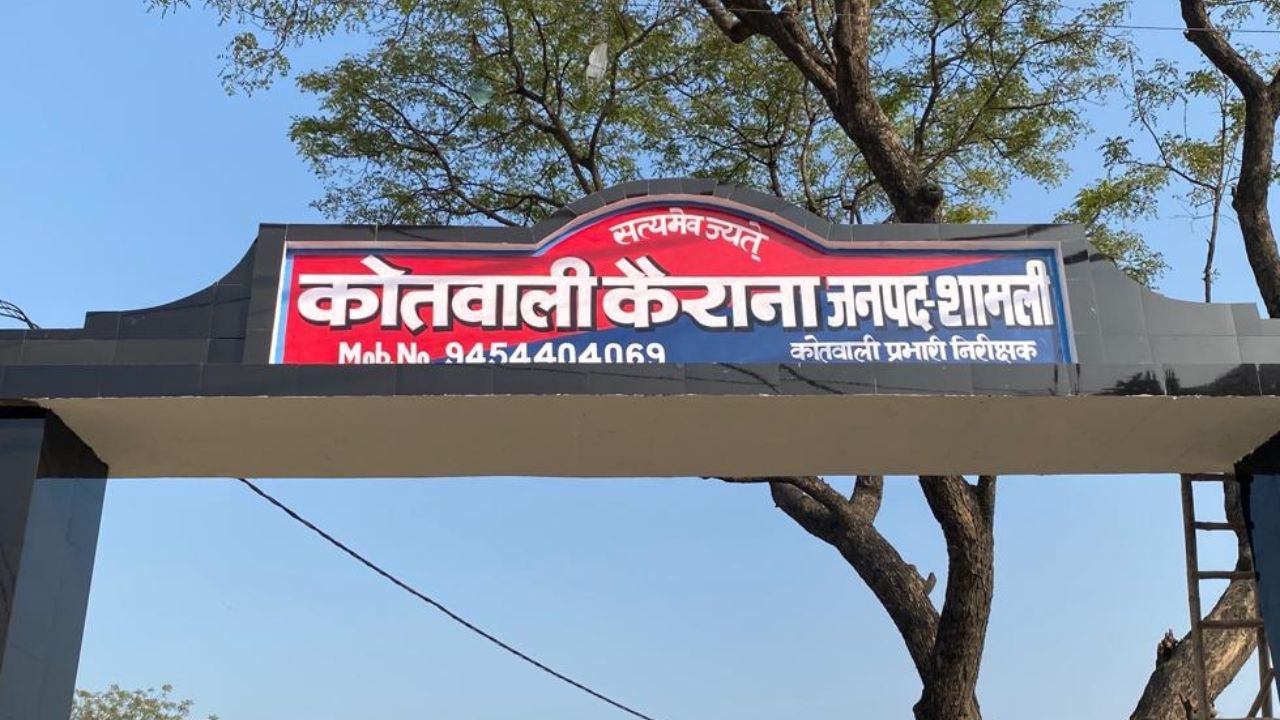 सत्यमेव ज्यते्
कोतवाली कैराना जनपद-शामली
Mob.No. 9454404069 कोतवाली प्रभारी निरीक्षक